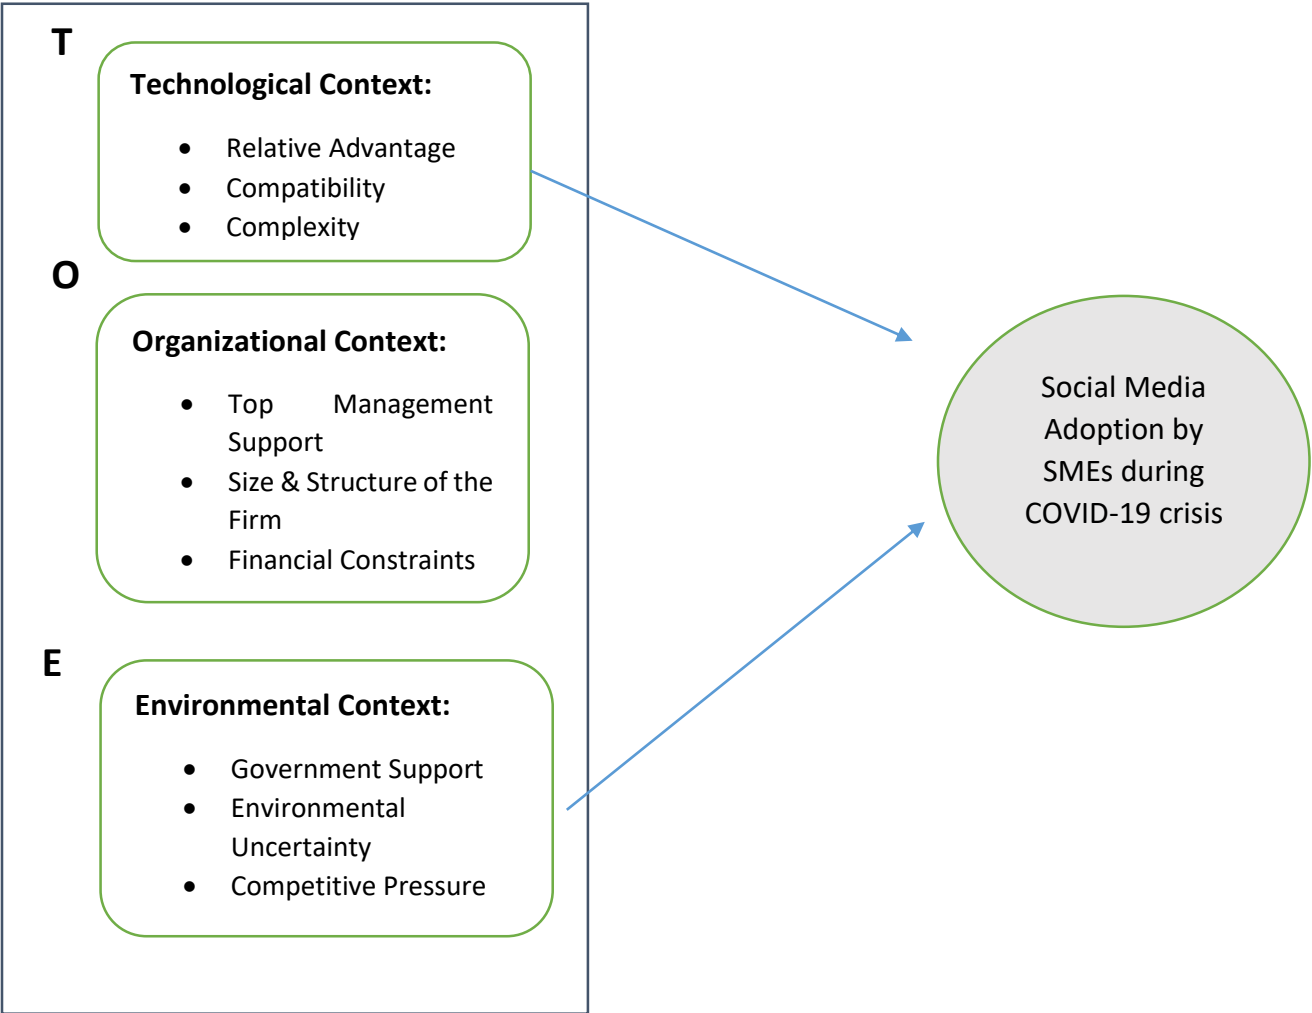 T
Technological Context:
• Relative Advantage
• Compatibility
• Complexity
O
Organizational Context:
• Top Management
Support
• Size & Structure of the
Firm
• Financial Constraints
E
Environmental Context:
• Government Support
• Environmental
Uncertainty
• Competitive Pressure
Social Media
Adoption by
SMEs during
COVID-19 crisis